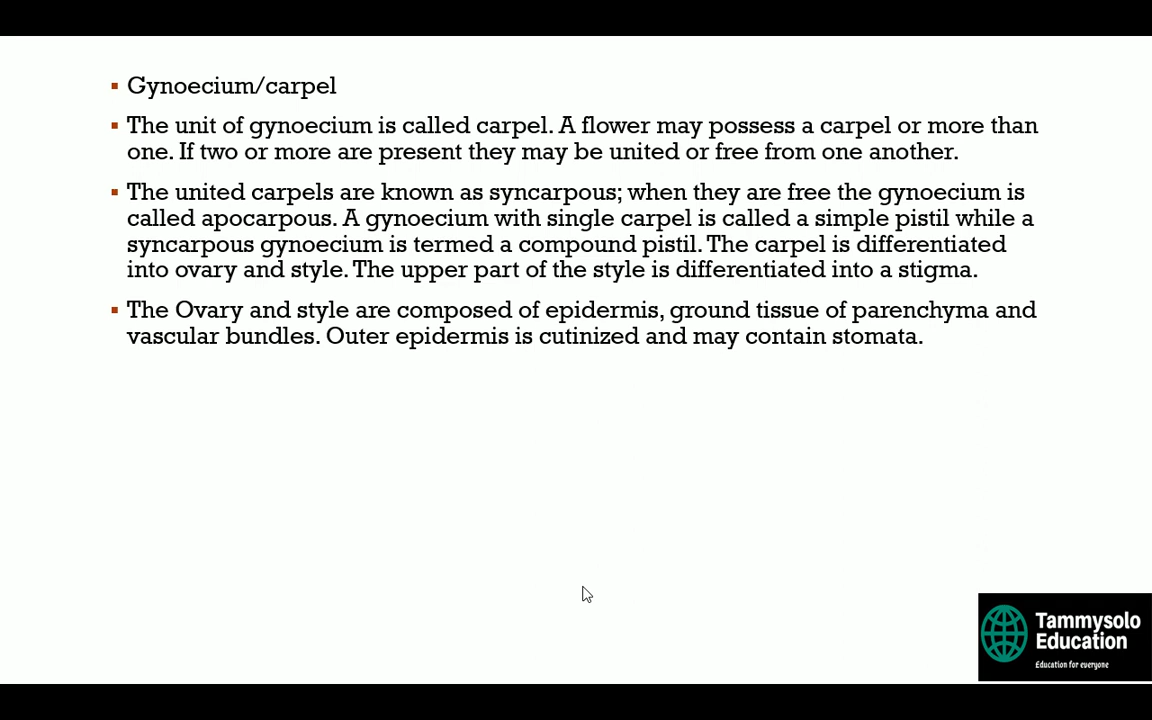 Gynoecium/carpel
The unit of gynoecium is called carpel. A flower may possess a carpel or more than
one. If two or more are present they may be united or free from one another.
The united carpels are known as syncarpous; when they are free the gynoecium is
called apocarpous. A gynoecium with single carpel is called a simple pistil while a
syncarpous gynoecium is termed a compound pistil. The carpel is differentiated
into ovary and style. The upper part of the style is differentiated into a stigma.
The Ovary and style are composed of epidermis, ground tissue of parenchyma and
vascular bundles. Outer epidermis is cutinized and may contain stomata.
Tammysolo
Education
Education for everyone